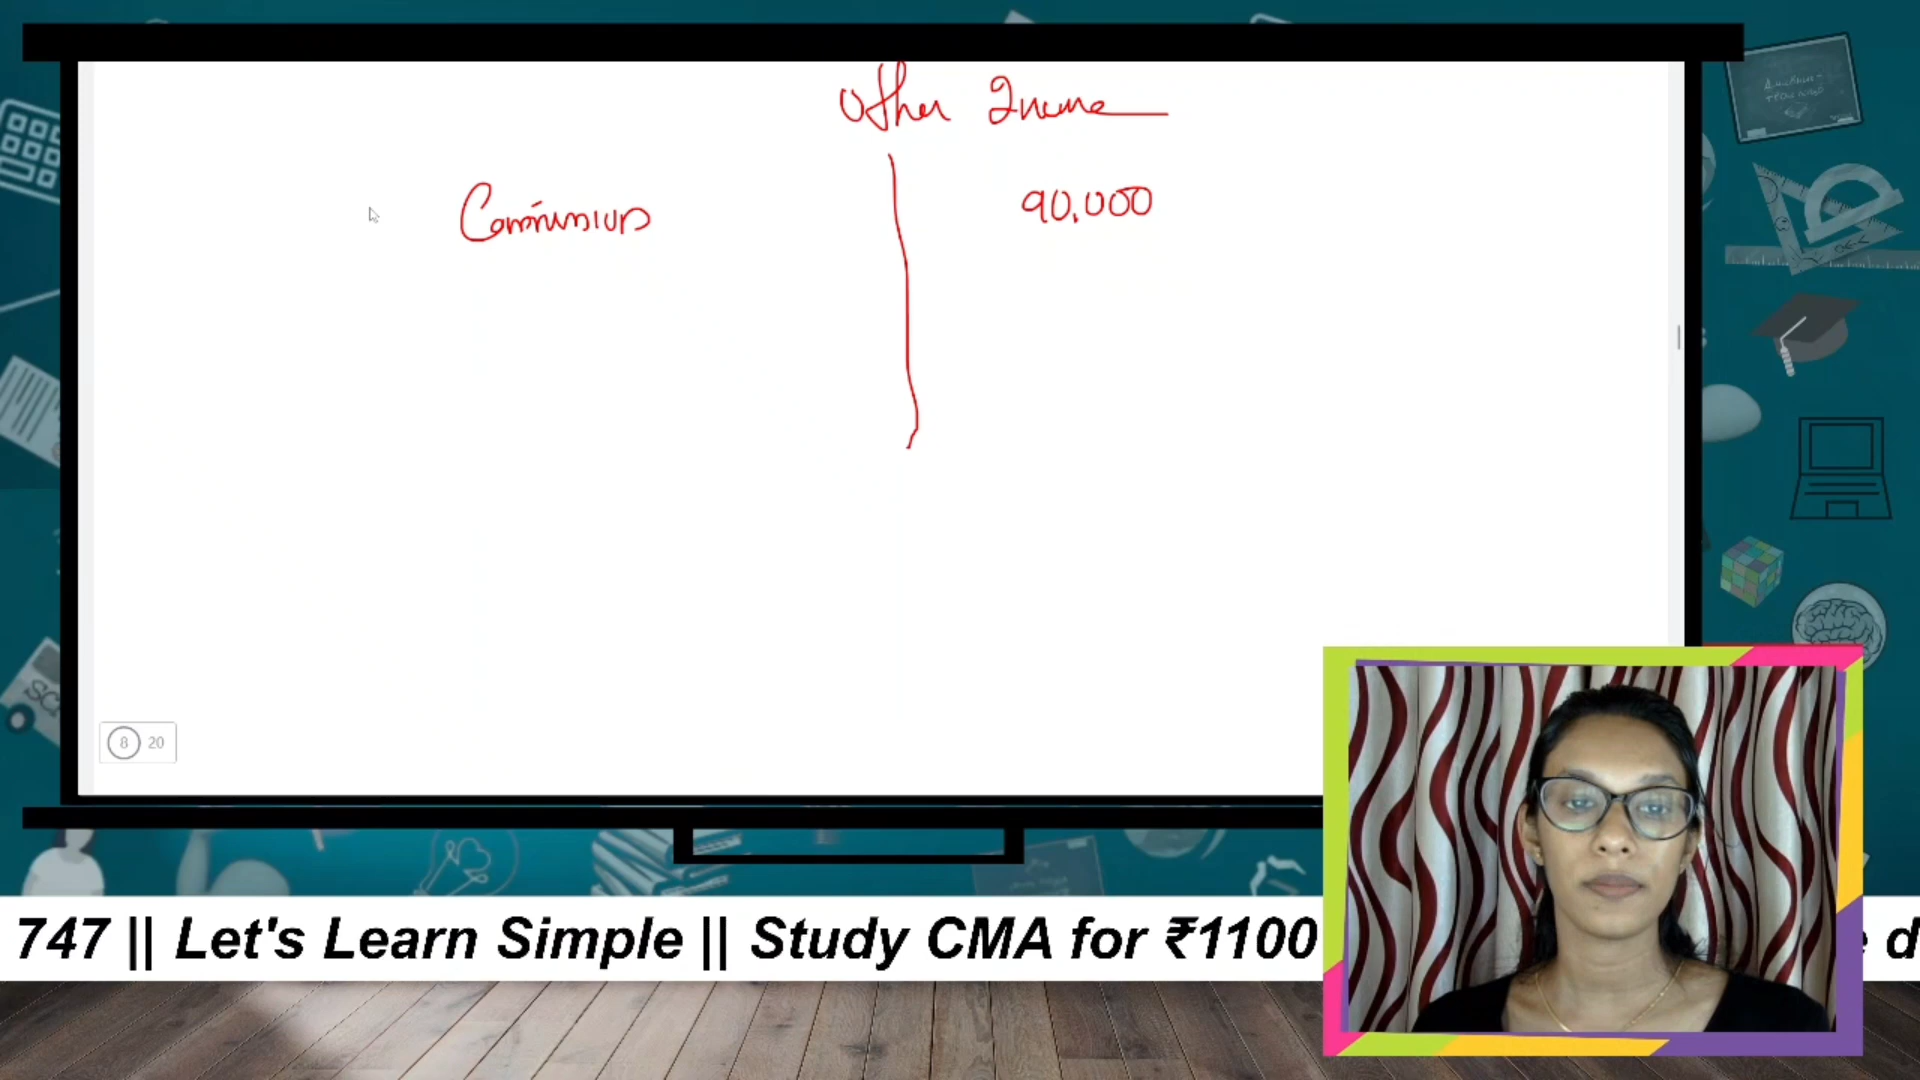 Other Income
Commission 90,000
8 20
747 || Let's Learn Simple || Study CMA for ₹1100
e d